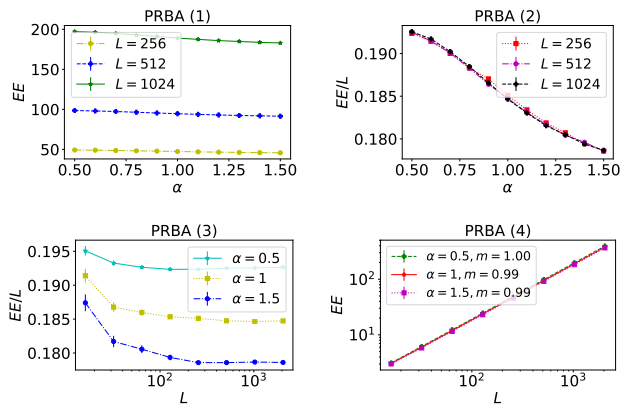 PRBA (1)
EE
200
150
100
50
L = 256
L = 512
L = 1024
0.50 0.75 1.00 1.25 1.50
α
PRBA (2)
EE/L
0.190
0.185
0.180
L = 256
L = 512
L = 1024
0.50 0.75 1.00 1.25 1.50
α
PRBA (3)
EE/L
0.195
0.190
0.185
0.180
α = 0.5
α = 1
α = 1.5
10² 10³
L
PRBA (4)
EE
10²
10¹
α = 0.5, m = 1.00
α = 1, m = 0.99
α = 1.5, m = 0.99
10² 10³
L